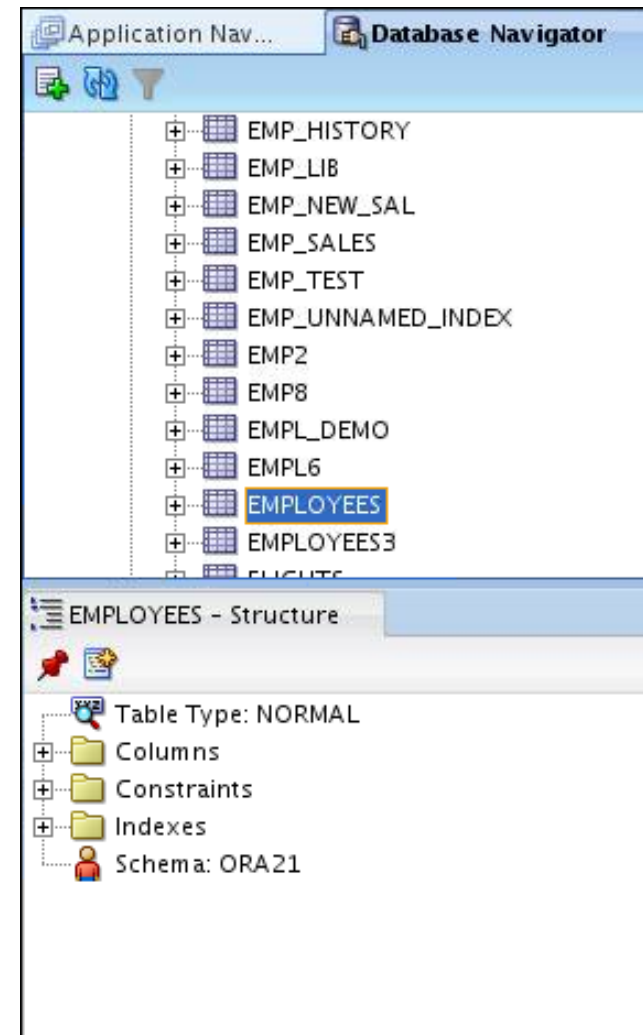 Application Nav...
Database Navigator
EMP_HISTORY
EMP_LIB
EMP_NEW_SAL
EMP_SALES
EMP_TEST
EMP_UNNAMED_INDEX
EMP2
EMP8
EMPL_DEMO
EMPL6
EMPLOYEES
EMPLOYEES3
EMPLOYEES - Structure
Table Type: NORMAL
Columns
Constraints
Indexes
Schema: ORA21